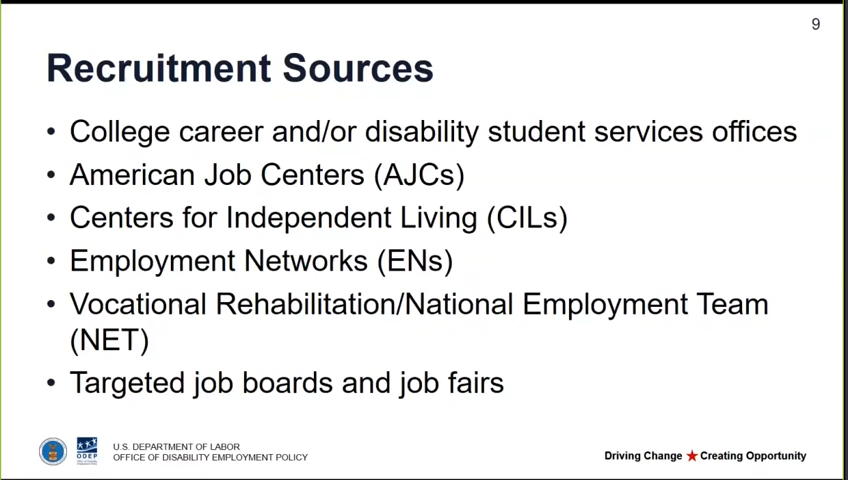 9
Recruitment Sources
• College career and/or disability student services offices
• American Job Centers (AJCs)
• Centers for Independent Living (CILs)
• Employment Networks (ENs)
• Vocational Rehabilitation/National Employment Team
(NET)
• Targeted job boards and job fairs
ODEP
U.S. DEPARTMENT OF LABOR
OFFICE OF DISABILITY EMPLOYMENT POLICY
Driving Change ★ Creating Opportunity